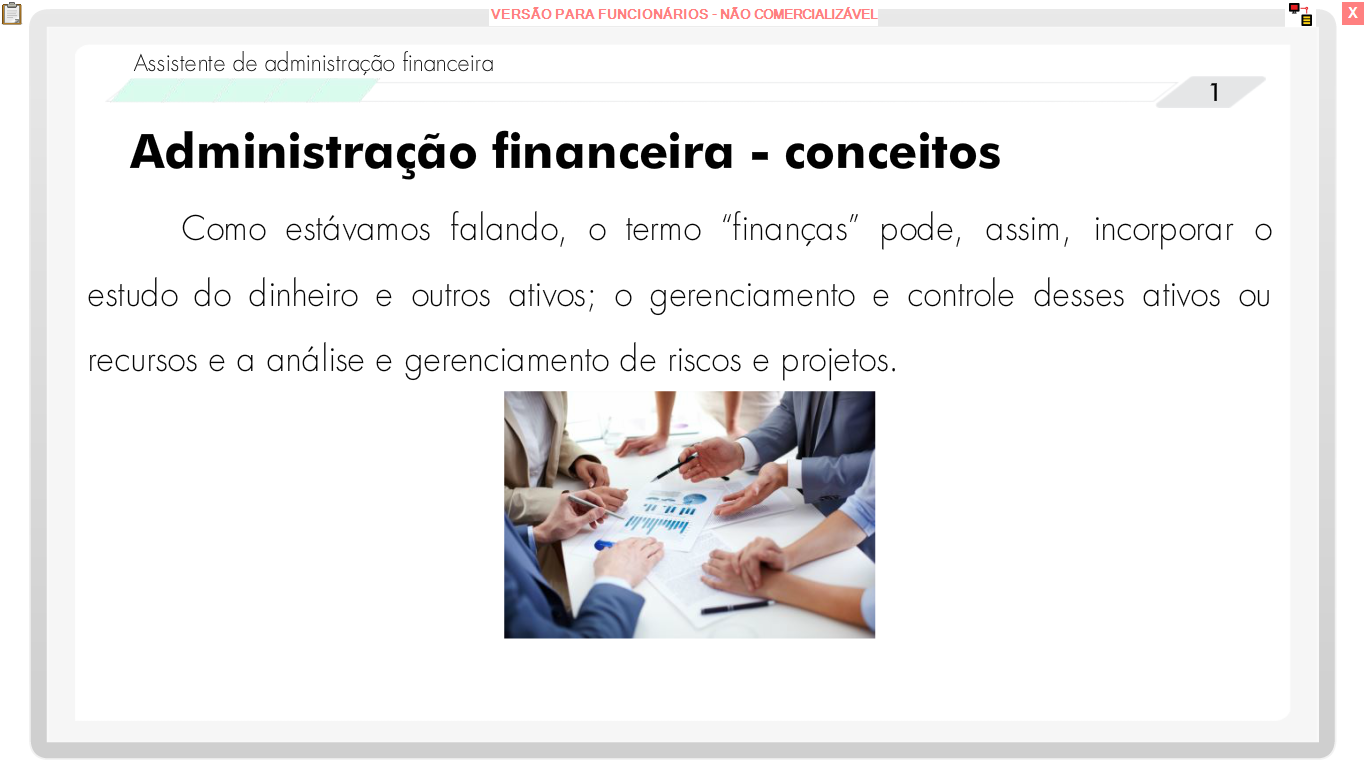 VERSÃO PARA FUNCIONÁRIOS - NÃO COMERCIALIZÁVEL
X
Assistente de administração financeira
1
Administração financeira - conceitos
Como estávamos falando, o termo “finanças” pode, assim, incorporar o
estudo do dinheiro e outros ativos; o gerenciamento e controle desses ativos ou
recursos e a análise e gerenciamento de riscos e projetos.